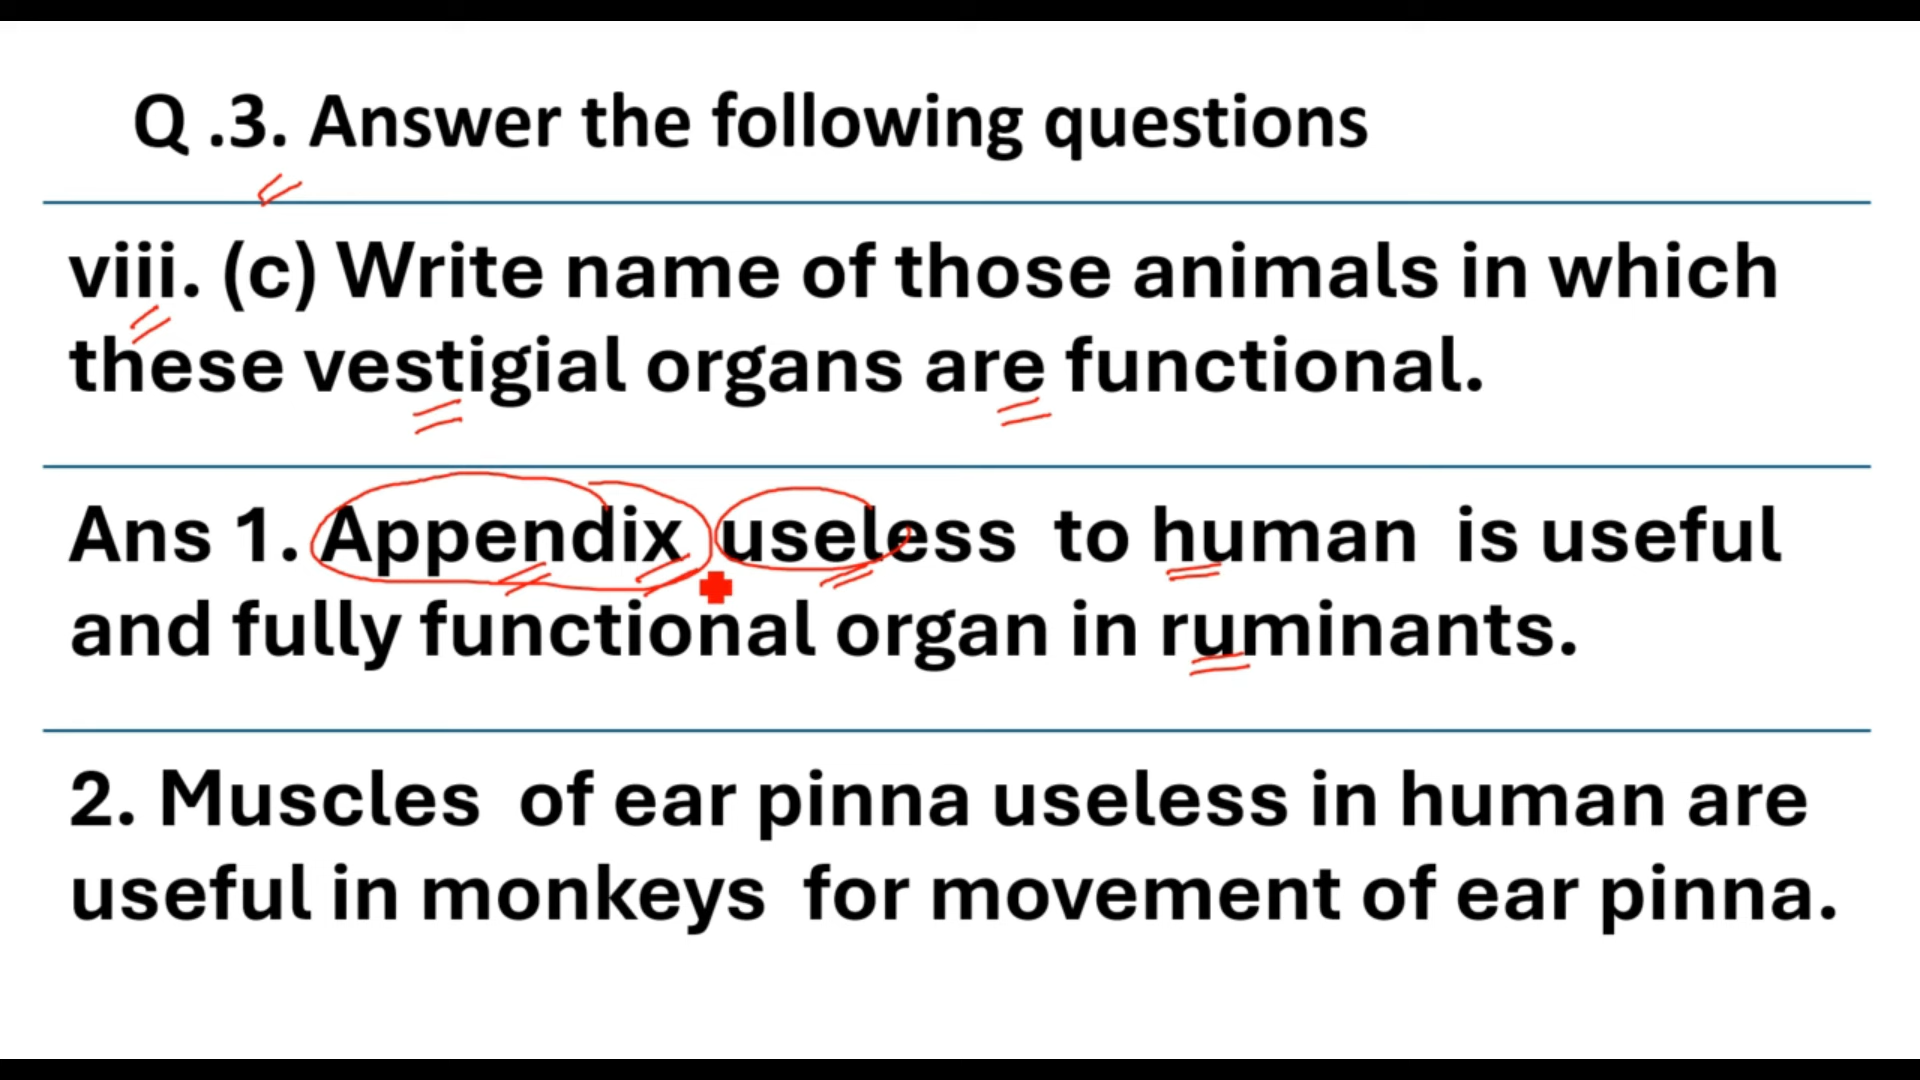 Q .3. Answer the following questions
viii. (c) Write name of those animals in which
these vestigial organs are functional.
Ans 1. Appendix useless to human is useful
and fully functional organ in ruminants.
2. Muscles of ear pinna useless in human are
useful in monkeys for movement of ear pinna.